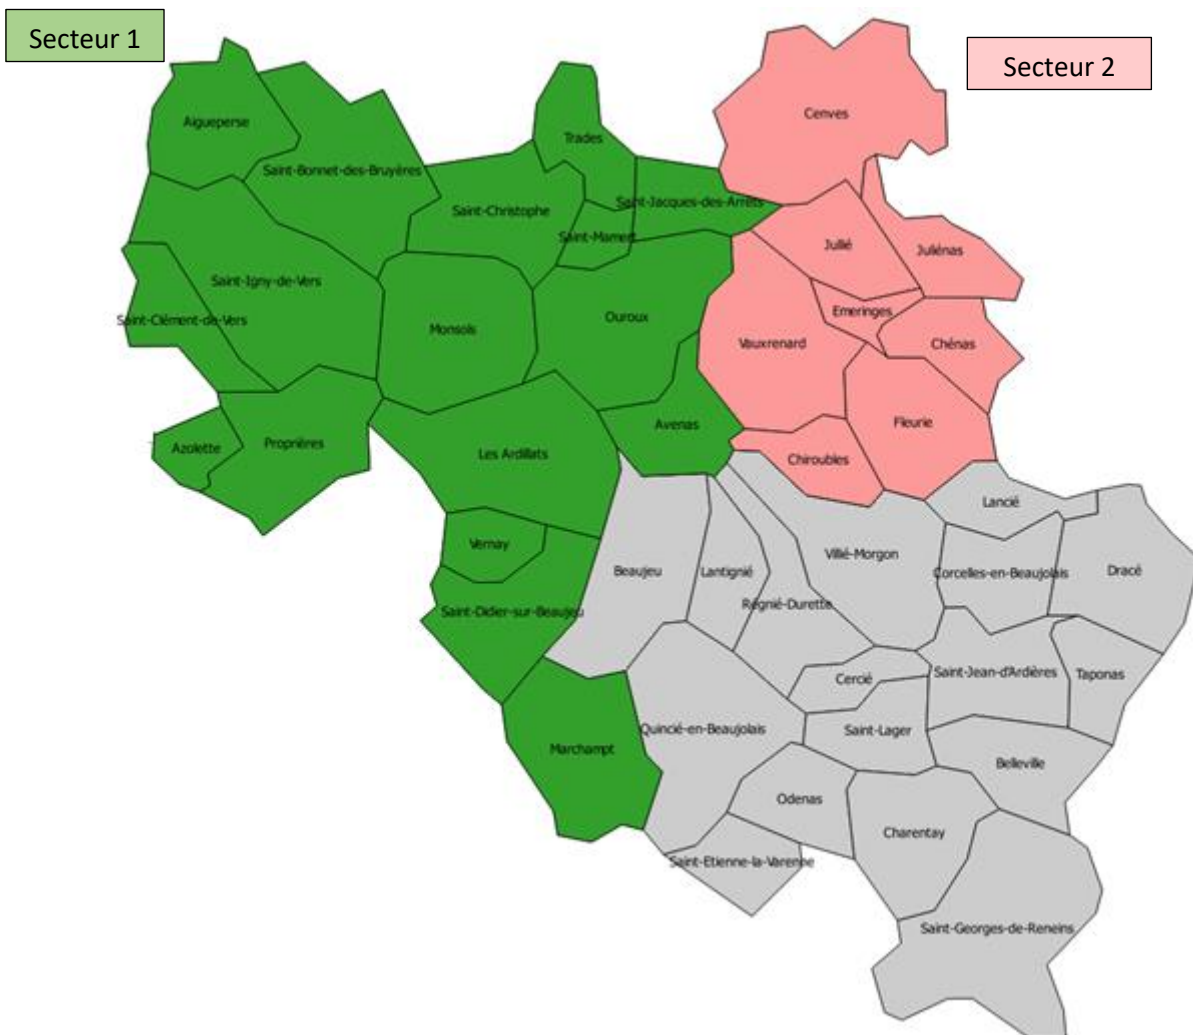 Secteur 1
Secteur 2
Cenves
Aigueperse
Trades
Saint-Bonnet-des-Bruyères
Saint-Jacques-des-Arrêts
Saint-Christophe
Saint-Mamert
Jullié
Juliénas
Saint-Igny-de-Vers
Emeringes
Ouroux
Saint-Clément-de-Vers
Monsols
Vauxrenard
Chénas
Fleurie
Avenas
Azolette
Proprières
Les Ardillats
Chiroubles
Lancié
Vernay
Villié-Morgon
Beaujeu
Lantignié
Corcelles-en-Beaujolais
Dracé
Régnié-Durette
Saint-Didier-sur-Beaujeu
Saint-Jean-d'Ardières
Taponas
Cercié
Quincié-en-Beaujolais
Saint-Lager
Marchampt
Belleville
Odenas
Charentay
Saint-Etienne-la-Varenne
Saint-Georges-de-Reneins